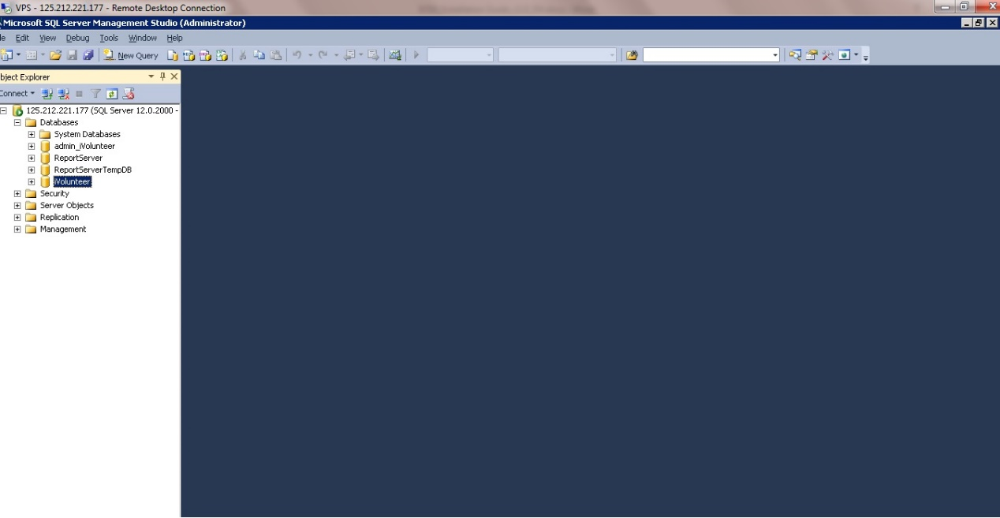 VPS - 125.212.221.177 - Remote Desktop Connection
Microsoft SQL Server Management Studio (Administrator)
le Edit View Debug Tools Window Help
New Query
bject Explorer
Connect
125.212.221.177 (SQL Server 12.0.2000 -
Databases
System Databases
admin_iVolunteer
ReportServer
ReportServerTempDB
iVolunteer
Security
Server Objects
Replication
Management